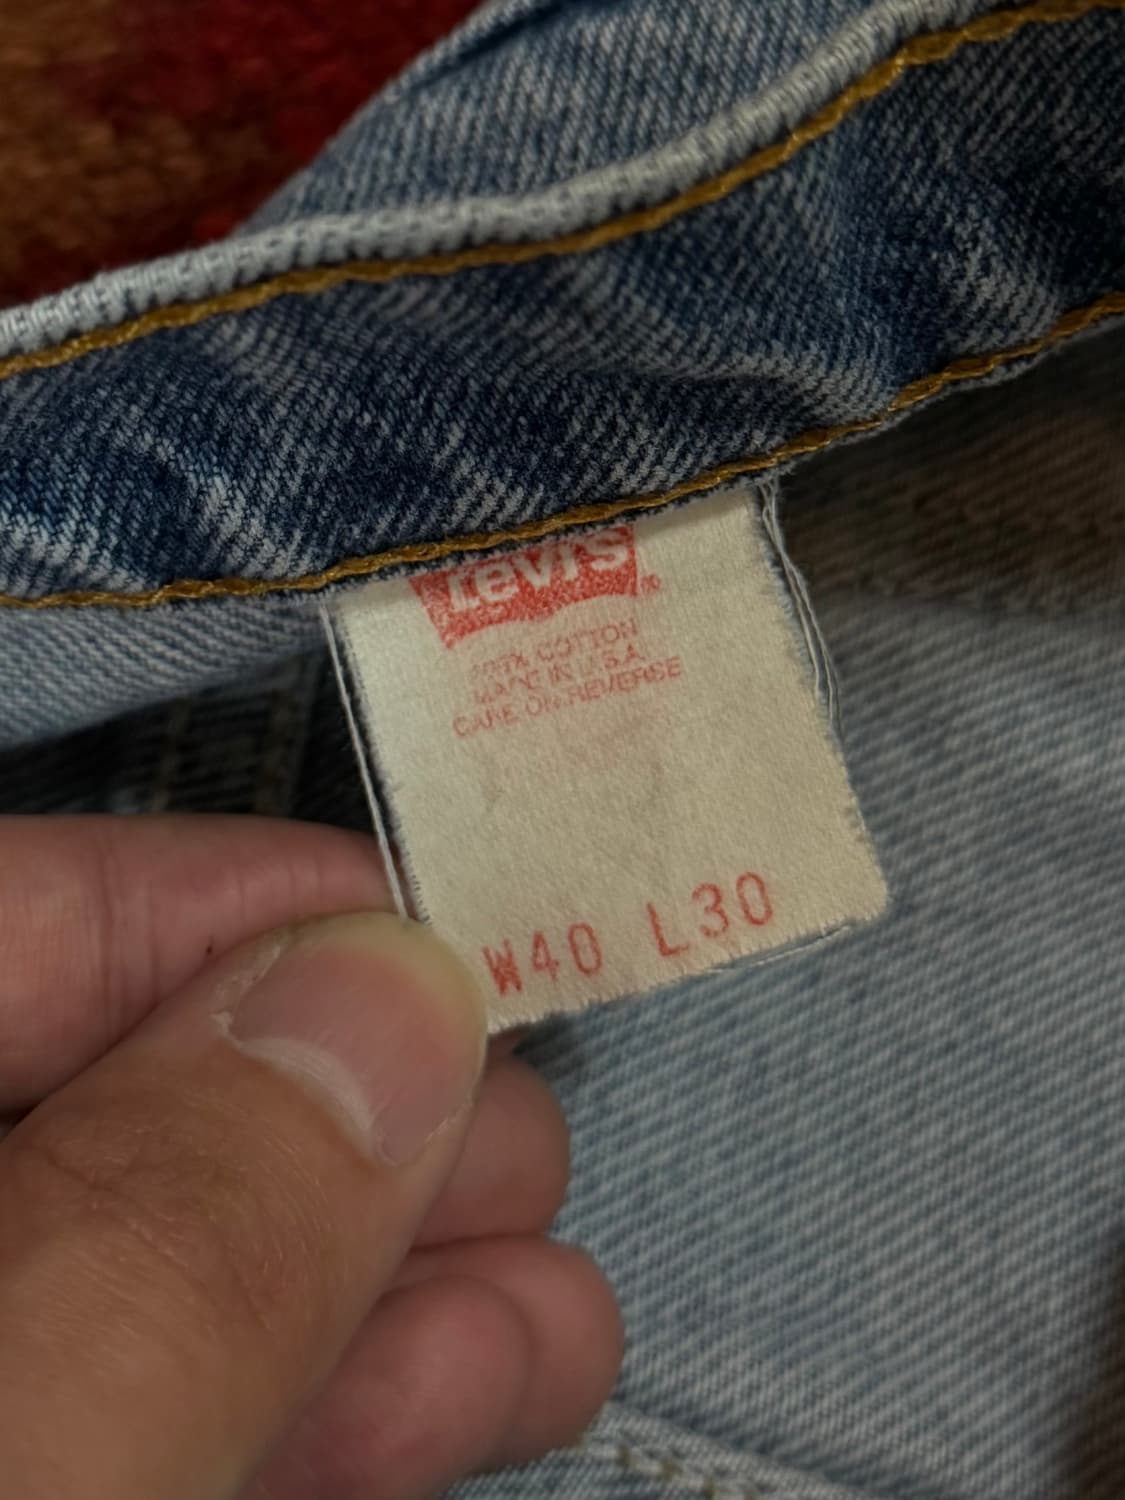 Levi's ®
100% COTTON
MADE IN U.S.A.
CARE ON REVERSE
W40 L30